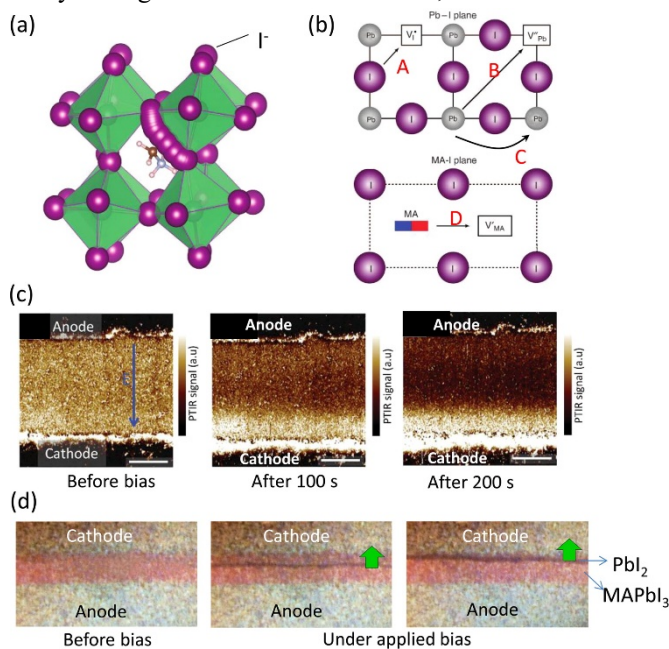 (a)
I⁻
(b)
Pb–I plane
Pb
V•I
Pb
I
V″Pb
I
A
B
I
I
Pb
I
Pb
I
Pb
C
MA-I plane
I
I
I
MA
D
V′MA
I
I
I
(c)
Anode
Anode
Anode
PTIR signal (a.u)
PTIR signal (a.u)
PTIR signal (a.u)
Cathode
Cathode
Cathode
Before bias
After 100 s
After 200 s
(d)
Cathode
Cathode
Cathode
PbI₂
MAPbI₃
Anode
Anode
Anode
Before bias
Under applied bias